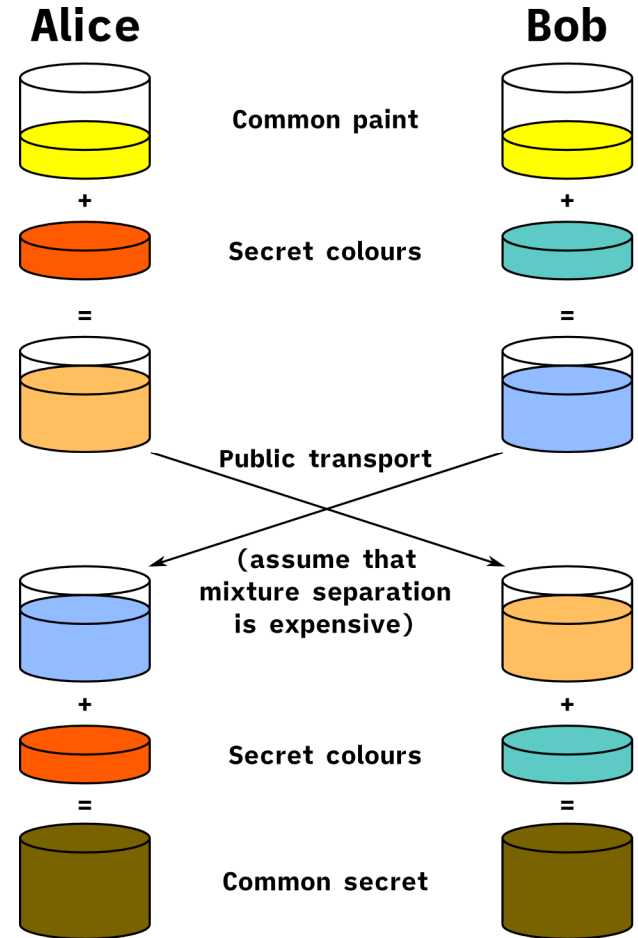 Alice
Bob
Common paint
+
+
Secret colours
=
=
Public transport
(assume that
mixture separation
is expensive)
+
+
Secret colours
=
=
Common secret